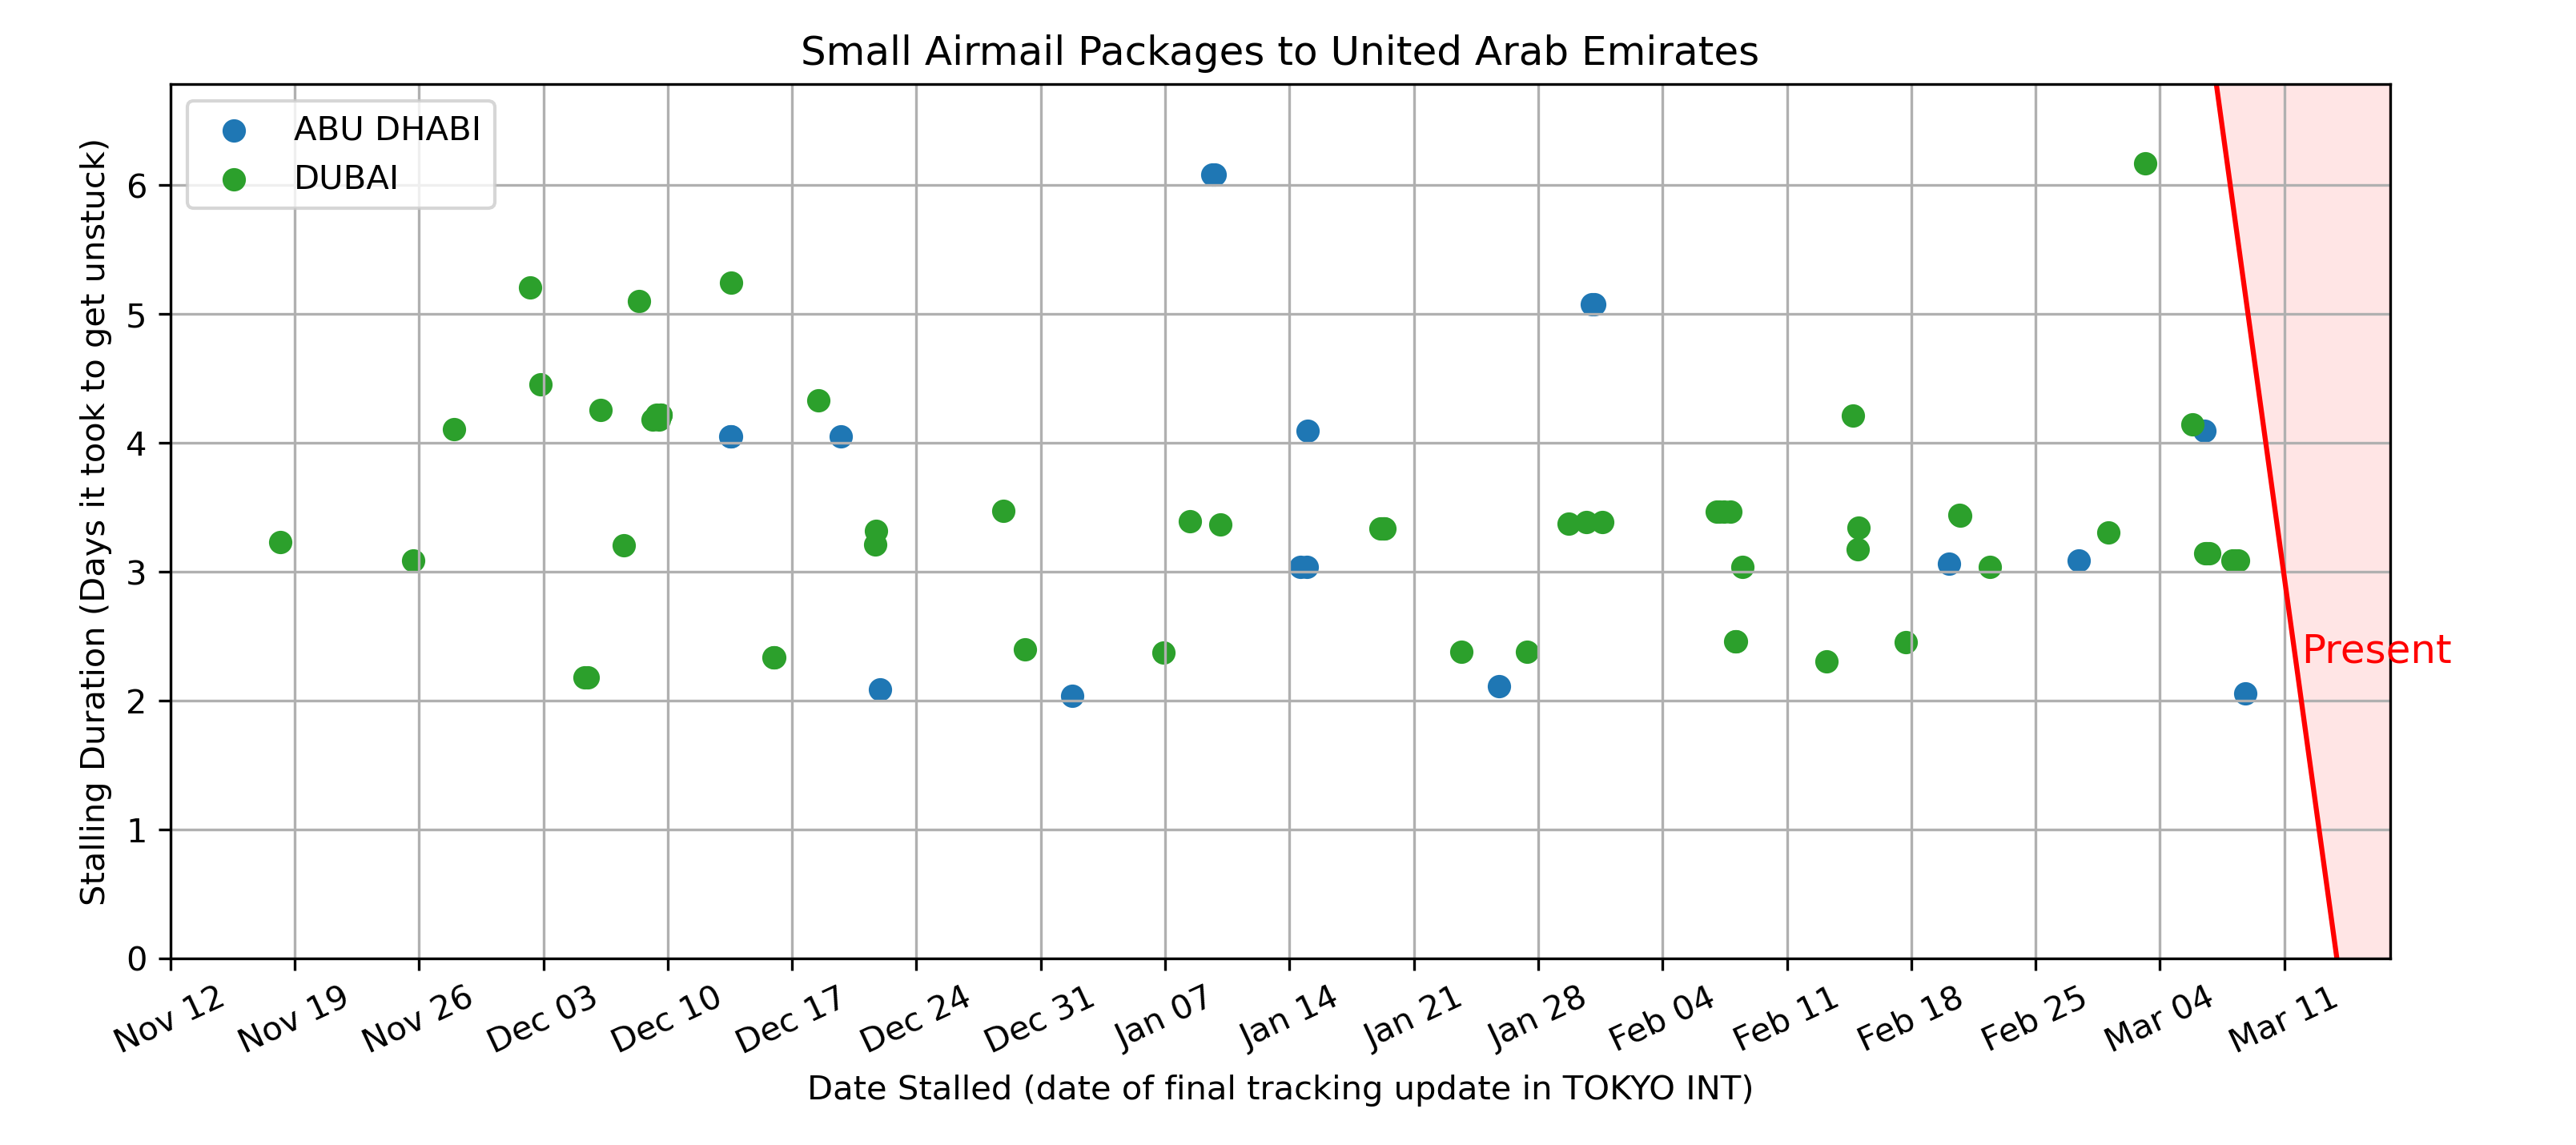 Small Airmail Packages to United Arab Emirates
ABU DHABI
DUBAI
Stalling Duration (Days it took to get unstuck)
6
5
4
3
2
1
0
Present
Nov 12
Nov 19
Nov 26
Dec 03
Dec 10
Dec 17
Dec 24
Dec 31
Jan 07
Jan 14
Jan 21
Jan 28
Feb 04
Feb 11
Feb 18
Feb 25
Mar 04
Mar 11
Date Stalled (date of final tracking update in TOKYO INT)